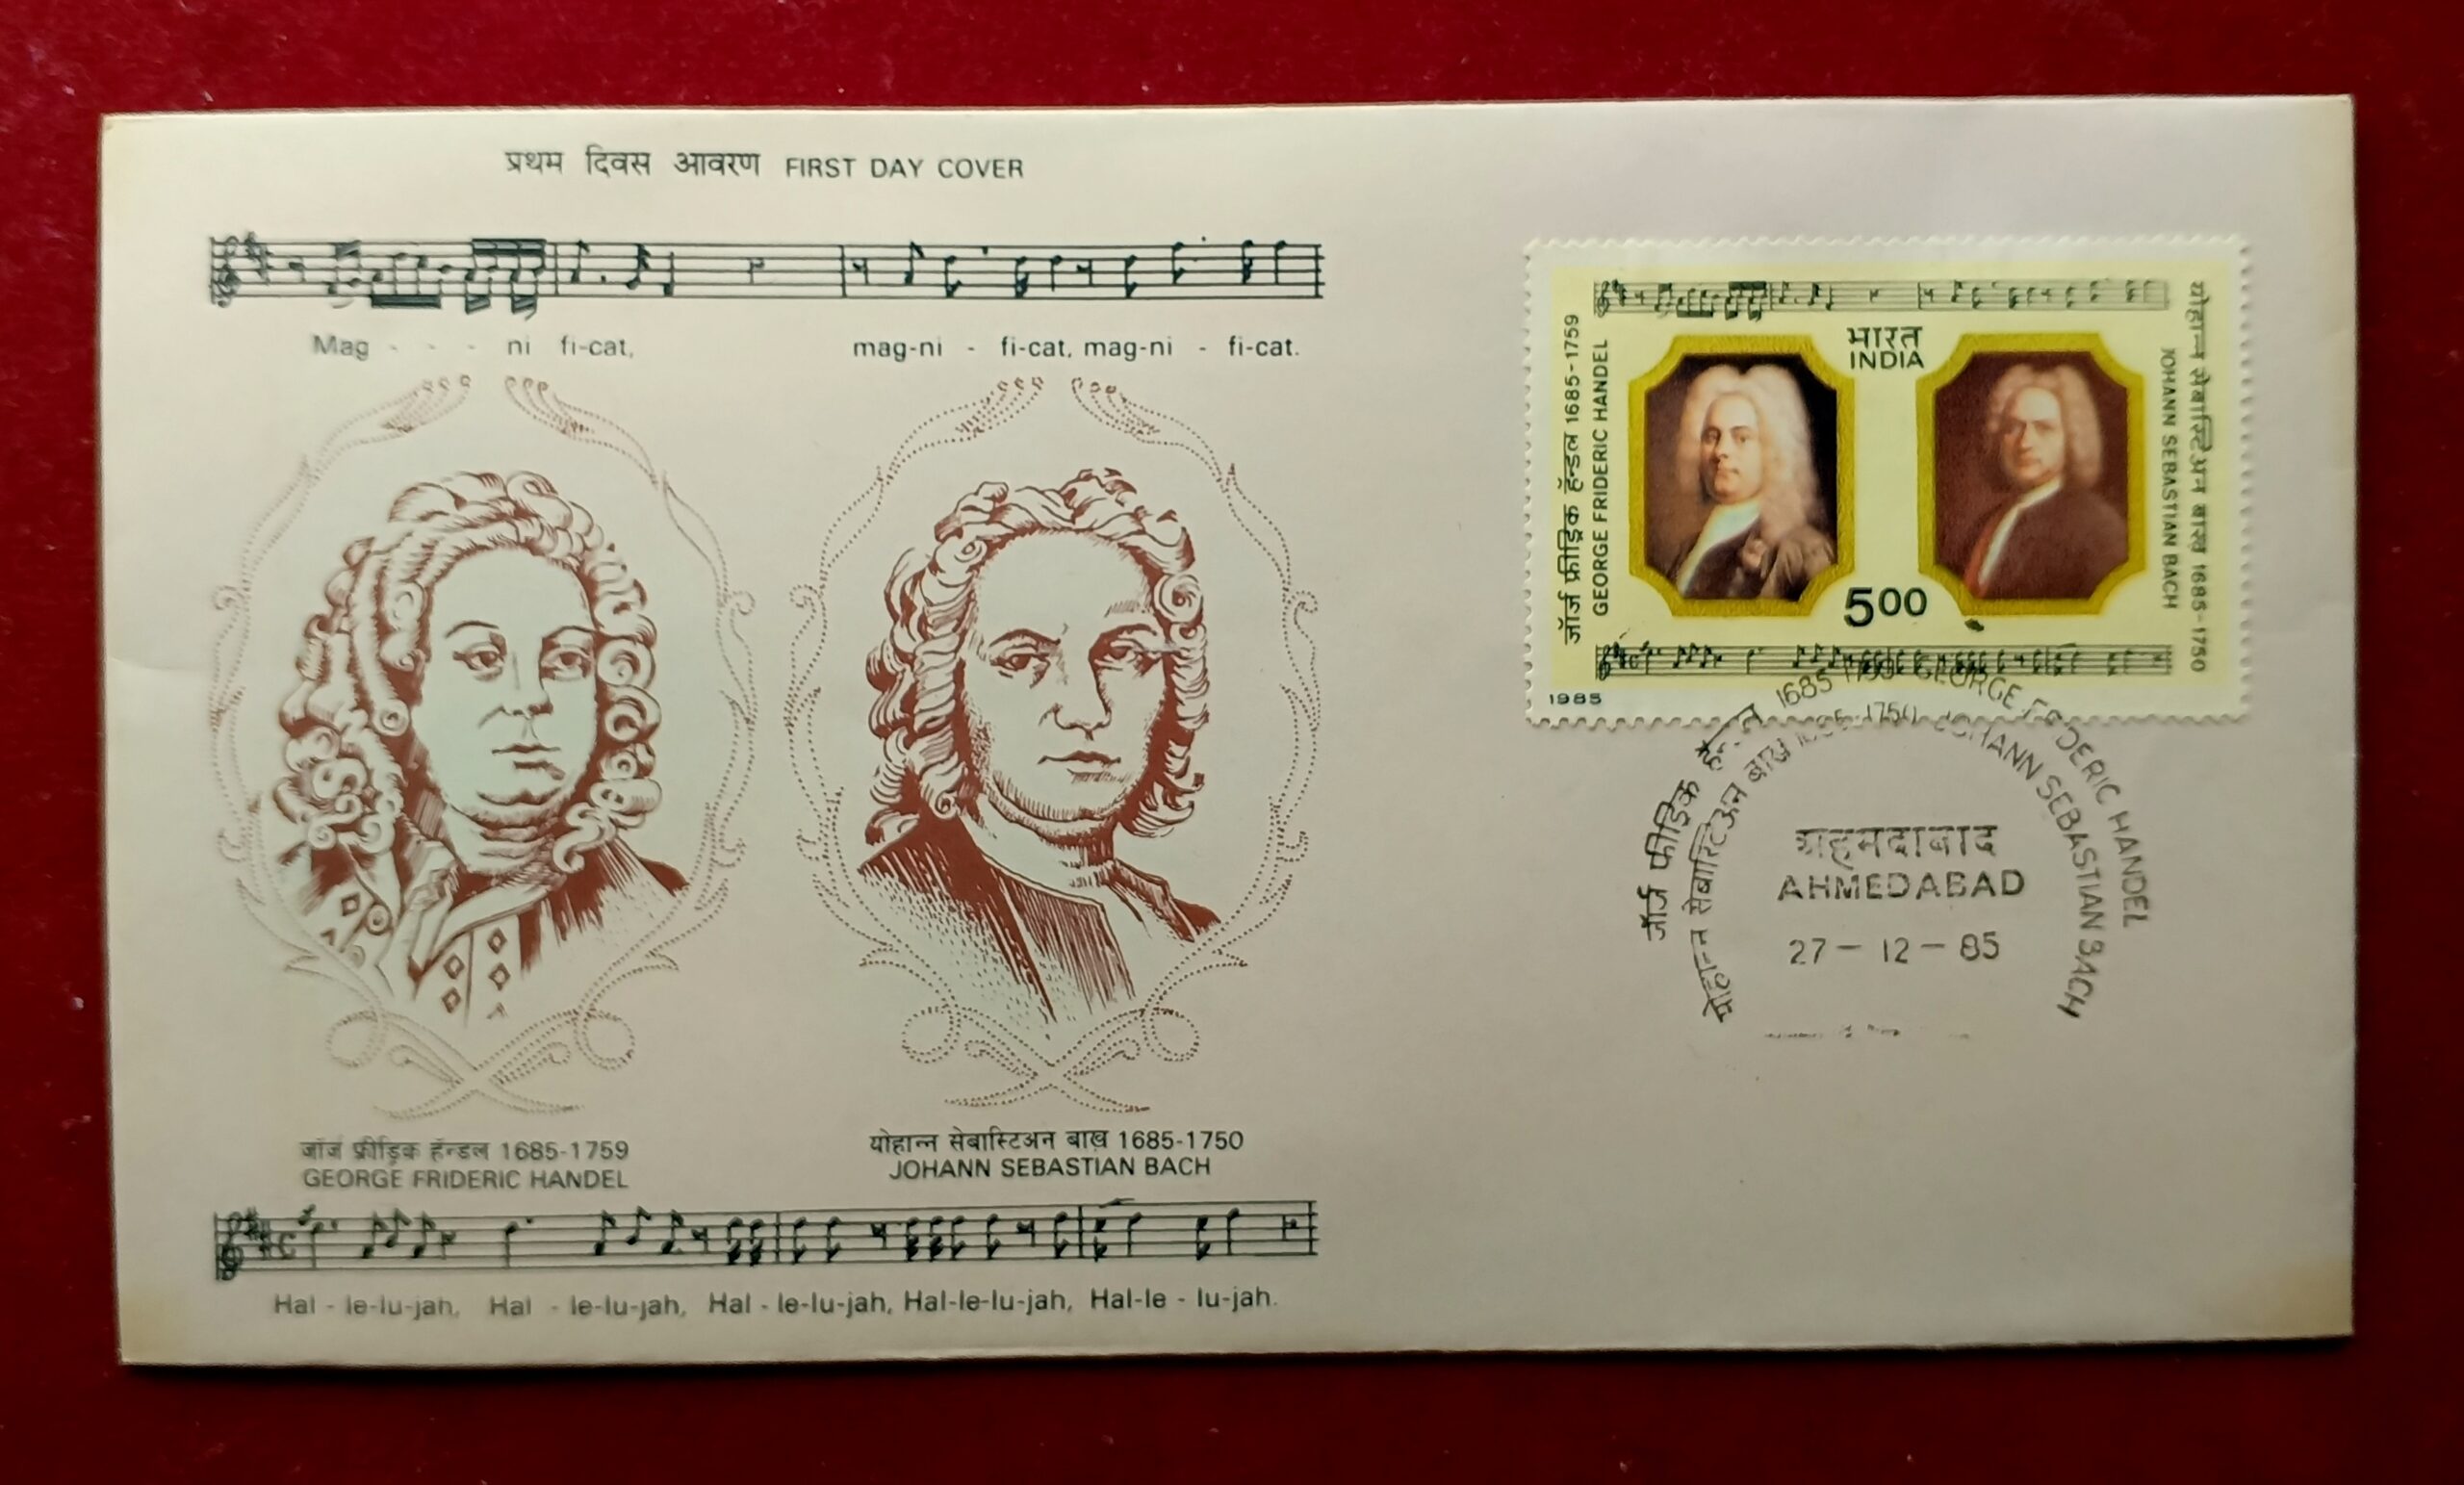 प्रथम दिवस आवरण FIRST DAY COVER
Mag - - - ni fi-cat, mag-ni - fi-cat, mag-ni - fi-cat.
जॉर्ज फ्रीड्रिक हॅन्डल 1685-1759
GEORGE FRIDERIC HANDEL
योहान्न सेबास्टिअन बाख़ 1685-1750
JOHANN SEBASTIAN BACH
Hal - le-lu-jah, Hal - le-lu-jah, Hal - le-lu-jah, Hal-le-lu-jah, Hal-le - lu-jah.
जॉर्ज फ्रीड्रिक हॅन्डल 1685-1759
GEORGE FRIDERIC HANDEL
भारत
INDIA
500
योहान्न सेबास्टिअन बाख 1685-1750
JOHANN SEBASTIAN BACH
1985
जॉर्ज फ्रीड्रिक 1685 GEORGE FRIDERIC HANDEL
योहान्न सेबास्टिअन बाख 1750 JOHANN SEBASTIAN BACH
अहमदाबाद
AHMEDABAD
27-12-85